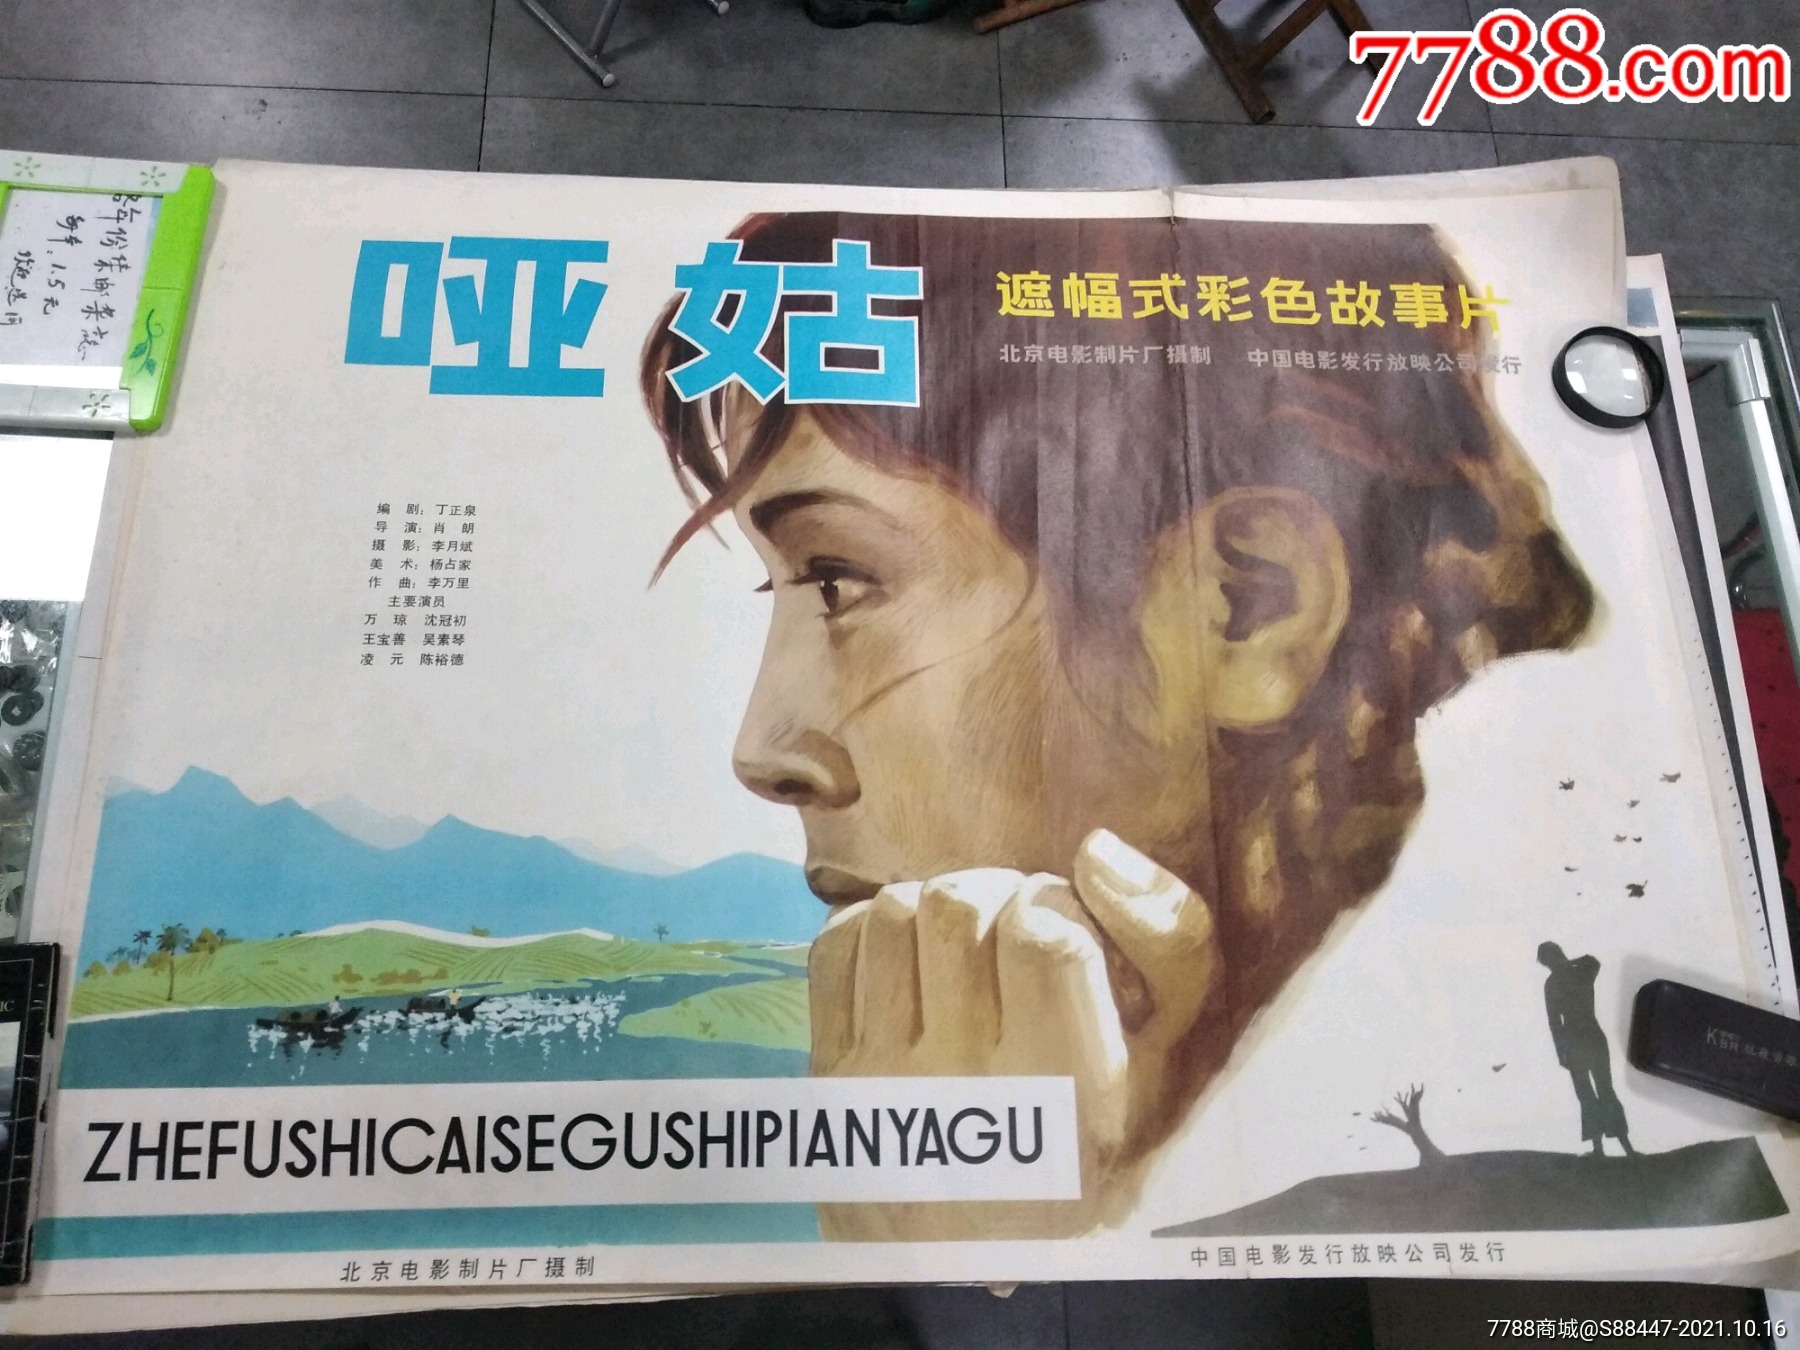 7788.com
哑姑
遮幅式彩色故事片
北京电影制片厂摄制 中国电影发行放映公司发行
编 剧：丁正泉
导 演：肖 朗
摄 影：李月斌
美 术：杨占家
作 曲：李万里
主要演员
万 琼 沈冠初
王宝善 吴素琴
凌 元 陈裕德
ZHEFUSHICAISEGUSHIPIANYAGU
北京电影制片厂摄制
中国电影发行放映公司发行
7788商城@S88447-2021.10.16